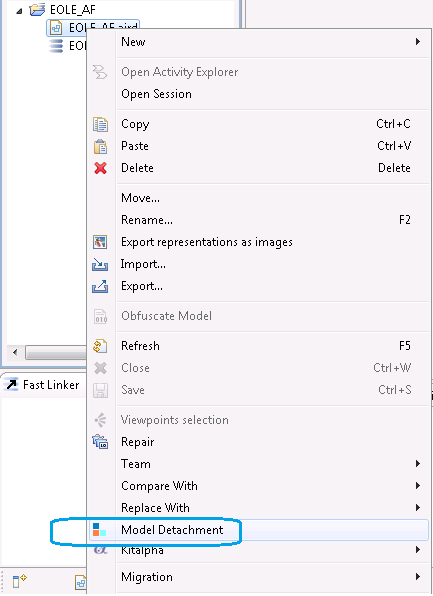 EOLE_AF
EOLE_AF.aird
EOLE
New
Open Activity Explorer
Open Session
Copy Ctrl+C
Paste Ctrl+V
Delete Delete
Move...
Rename... F2
Export representations as images
Import...
Export...
Obfuscate Model
Refresh F5
Close Ctrl+W
Save Ctrl+S
Fast Linker
Viewpoints selection
Repair
Team
Compare With
Replace With
Model Detachment
Kitalpha
Migration